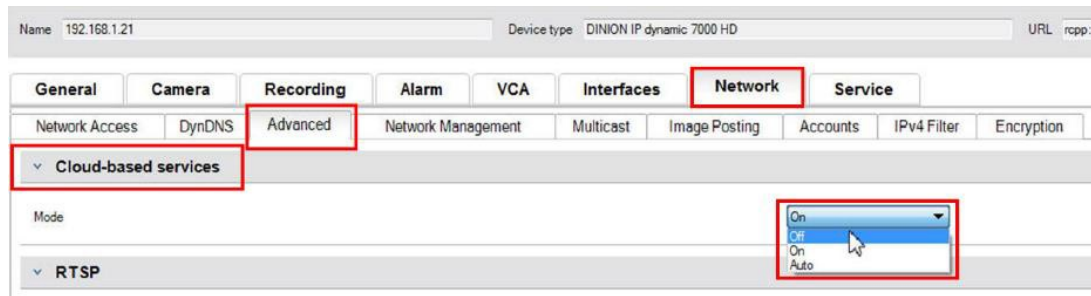 Name 192.168.1.21 Device type DINION IP dynamic 7000 HD URL rcpp:
General Camera Recording Alarm VCA Interfaces Network Service
Network Access DynDNS Advanced Network Management Multicast Image Posting Accounts IPv4 Filter Encryption
Cloud-based services
Mode On
Off
On
Auto
RTSP